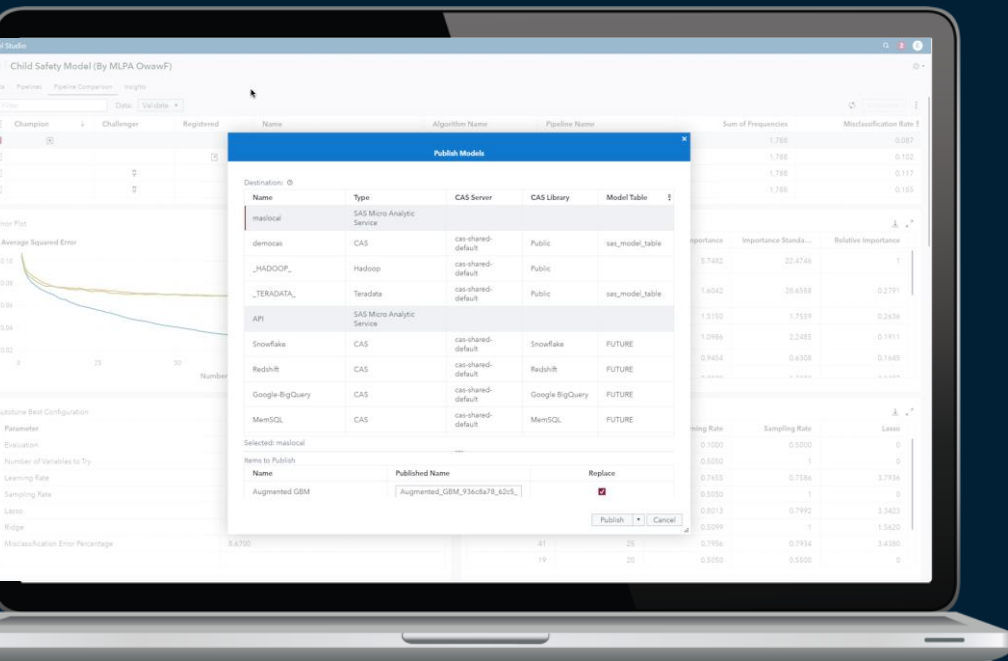 Child Safety Model (By MLPA OwawF)
Pipelines Pipeline Comparison Insights
Filter Data: Validate
Champion Challenger Registered Name Algorithm Name Pipeline Name Sum of Frequencies Misclassification Rate
1,788 0.087
1,788 0.102
1,788 0.117
1,788 0.155
Publish Models
Destination:
Name Type CAS Server CAS Library Model Table
maslocal SAS Micro Analytic Service
democas CAS cas-shared-default Public sas_model_table
_HADOOP_ Hadoop cas-shared-default Public
_TERADATA_ Teradata cas-shared-default Public sas_model_table
API SAS Micro Analytic Service
Snowflake CAS cas-shared-default Snowflake FUTURE
Redshift CAS cas-shared-default Redshift FUTURE
Google-BigQuery CAS cas-shared-default Google BigQuery FUTURE
MemSQL CAS cas-shared-default MemSQL FUTURE
Selected: maslocal
Items to Publish
Name Published Name Replace
Augmented GBM Augmented_GBM_936c8a78_62c5_
Publish Cancel
Error Plot
Average Squared Error
0.10
0.08
0.06
0.04
0.02
0 25 50
Number
Importance Standa... Relative Importance
8.7482 22.4746 1
1.6042 28.6558 0.2791
1.5150 1.7559 0.2636
1.0986 2.2485 0.1911
0.9454 0.6308 0.1645
Autotune Best Configuration
Parameter
Evaluation
Number of Variables to Try
Learning Rate
Sampling Rate
Lasso
Ridge
Misclassification Error Percentage 8.6700
Sampling Rate Lasso
0.1000 0.5000 0
0.5050 1 0
0.7655 0.7586 3.7936
0.5050 1 0
0.8013 0.7992 3.3403
0.5099 1 1.5620
41 25 0.7956 0.7934 3.4380
19 20 0.5050 0.5500 0